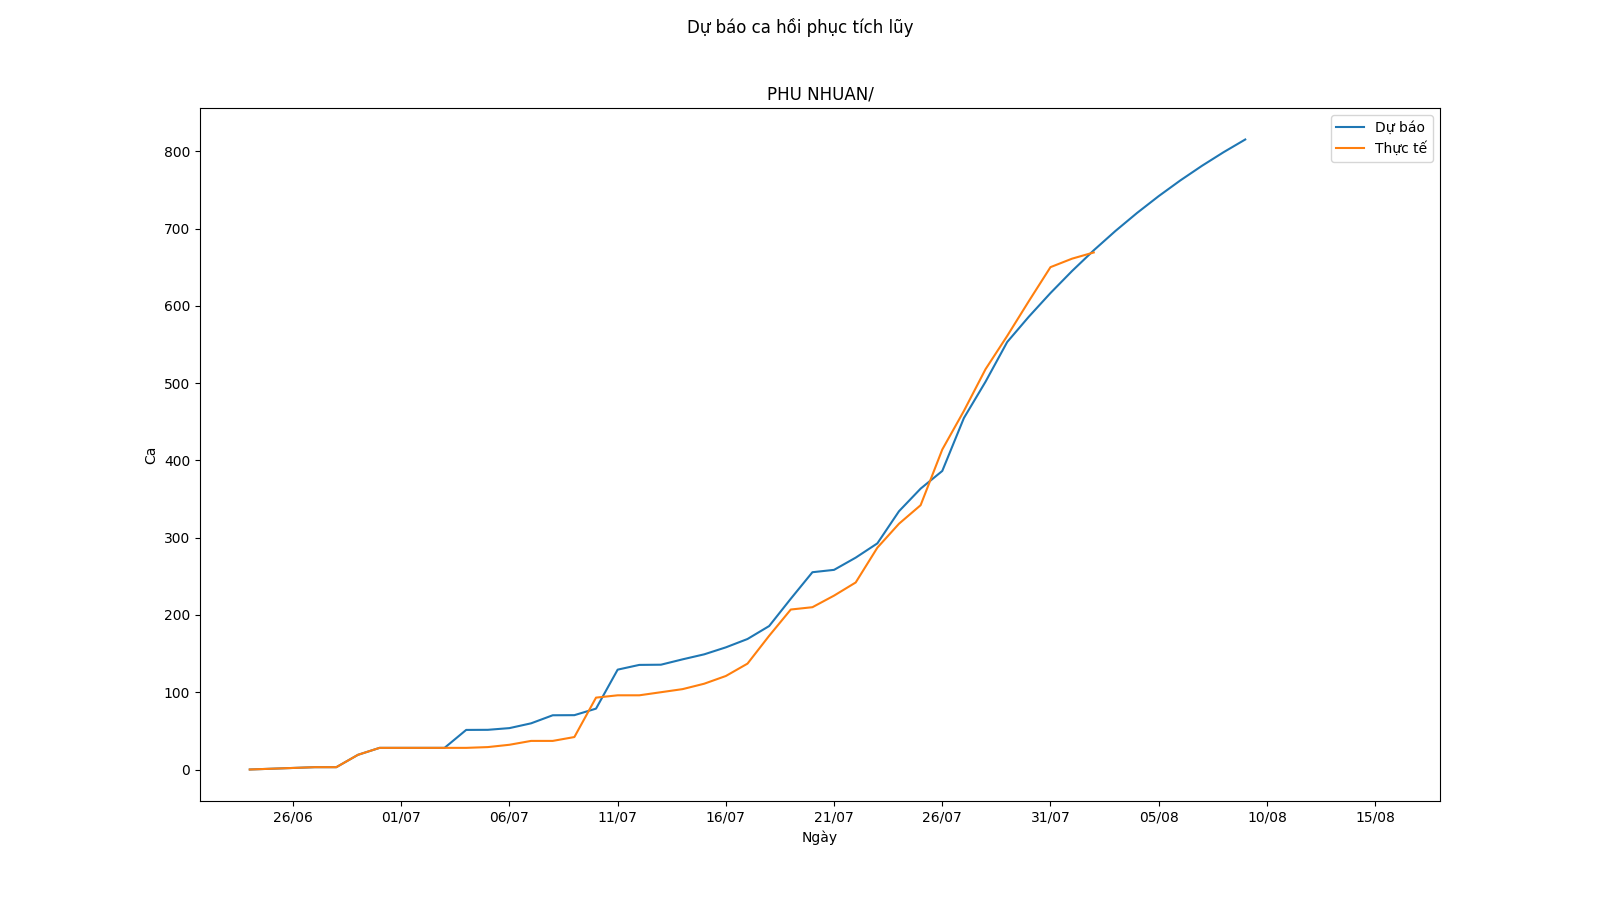 Dự báo ca hồi phục tích lũy
PHU NHUAN/
Dự báo
Thực tế
800
700
600
500
400
300
200
100
0
Ca
26/06 01/07 06/07 11/07 16/07 21/07 26/07 31/07 05/08 10/08 15/08
Ngày